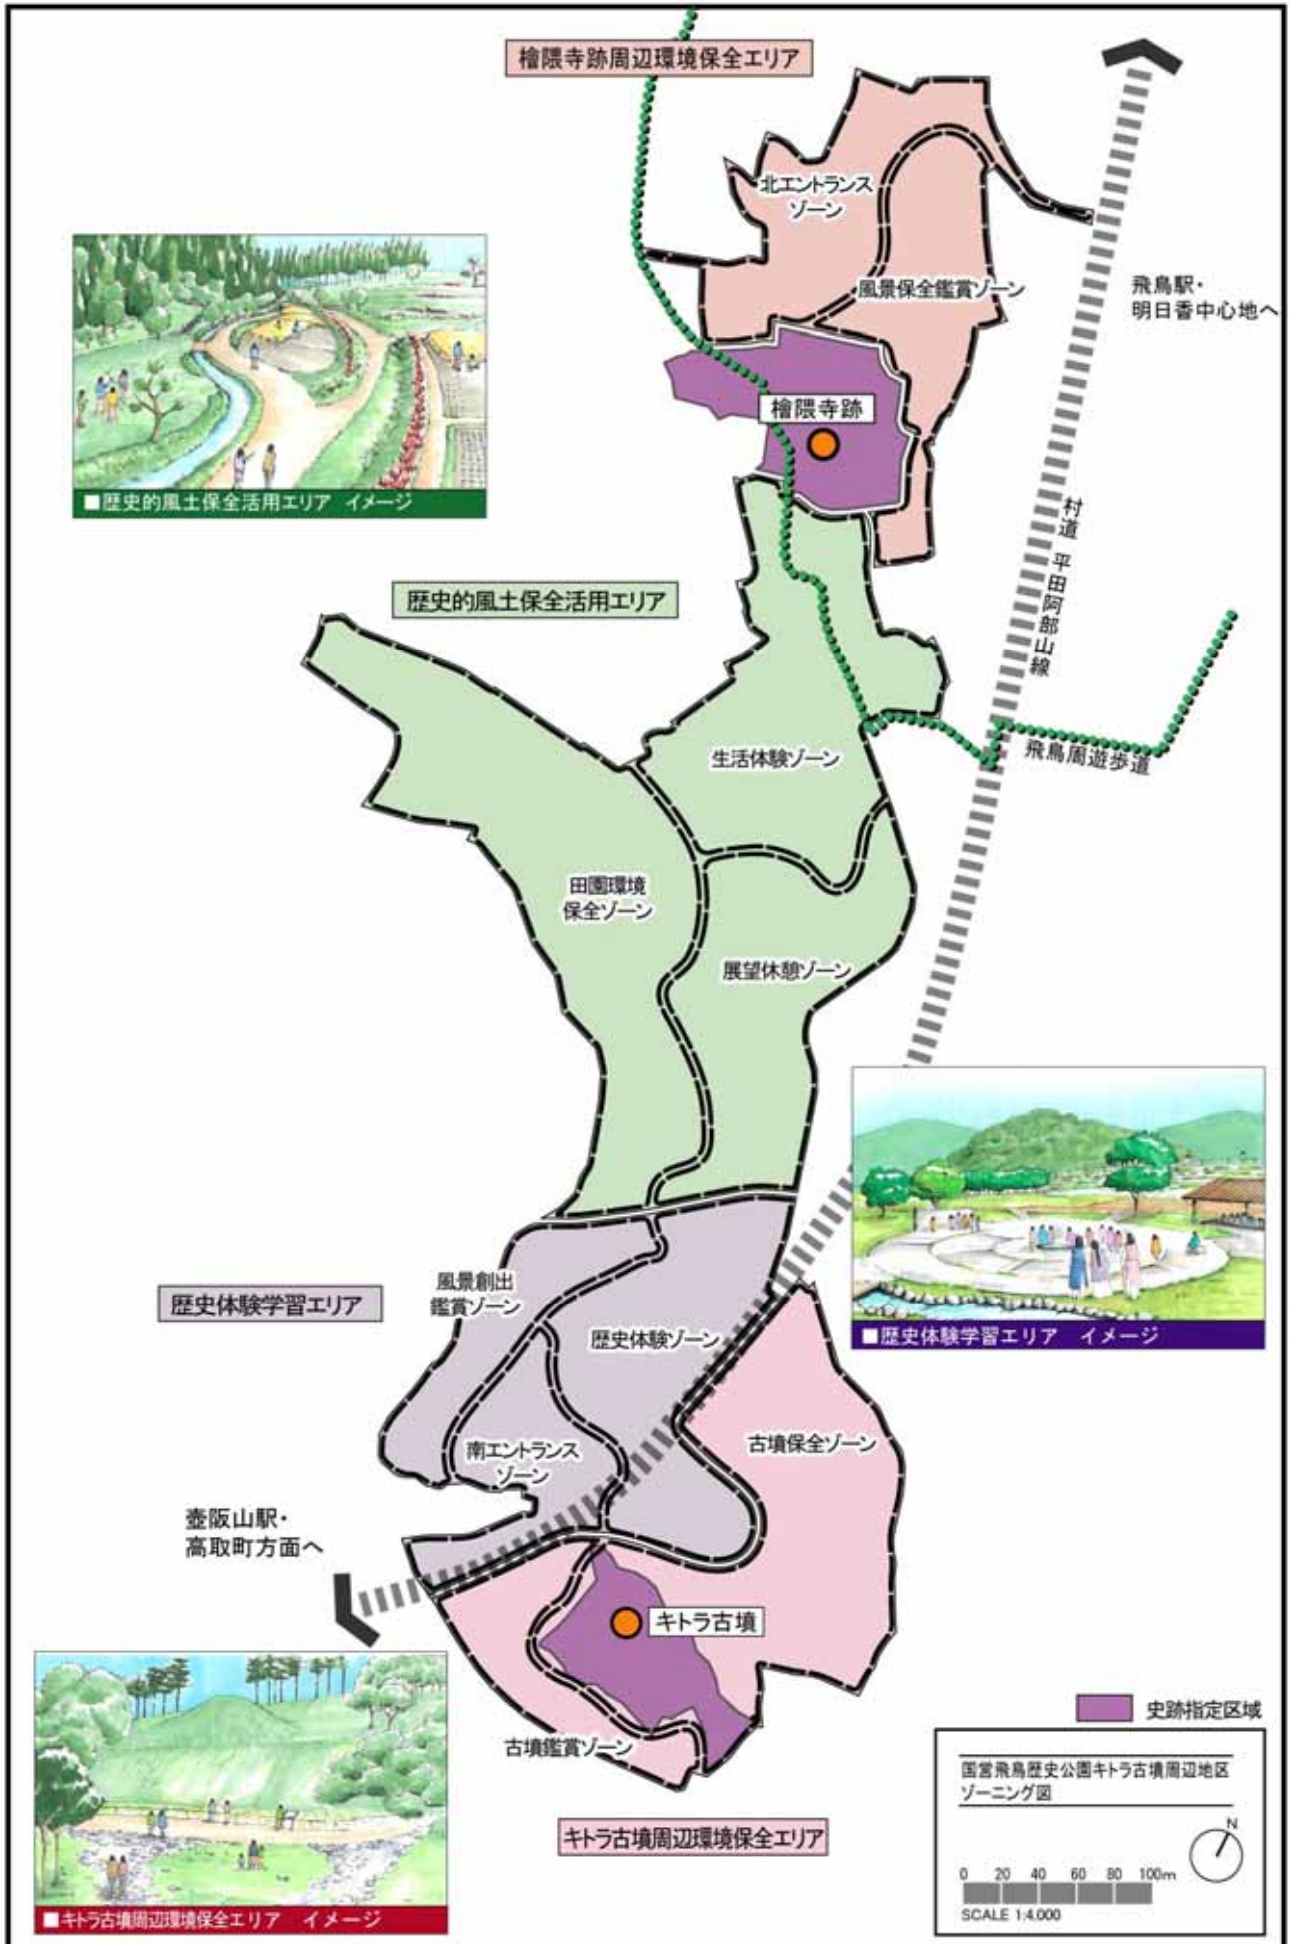 檜隈寺跡周辺環境保全エリア
北エントランス
ゾーン
風景保全鑑賞ゾーン
飛鳥駅・
明日香中心地へ
檜隈寺跡
■歴史的風土保全活用エリア イメージ
村道 平田阿部山線
歴史的風土保全活用エリア
飛鳥周遊歩道
生活体験ゾーン
田園環境
保全ゾーン
展望休憩ゾーン
風景創出
鑑賞ゾーン
歴史体験学習エリア
歴史体験ゾーン
■歴史体験学習エリア イメージ
古墳保全ゾーン
南エントランス
ゾーン
壺阪山駅・
高取町方面へ
キトラ古墳
史跡指定区域
古墳鑑賞ゾーン
キトラ古墳周辺環境保全エリア
■キトラ古墳周辺環境保全エリア イメージ
国営飛鳥歴史公園キトラ古墳周辺地区
ゾーニング図
N
0 20 40 60 80 100m
SCALE 1:4.000